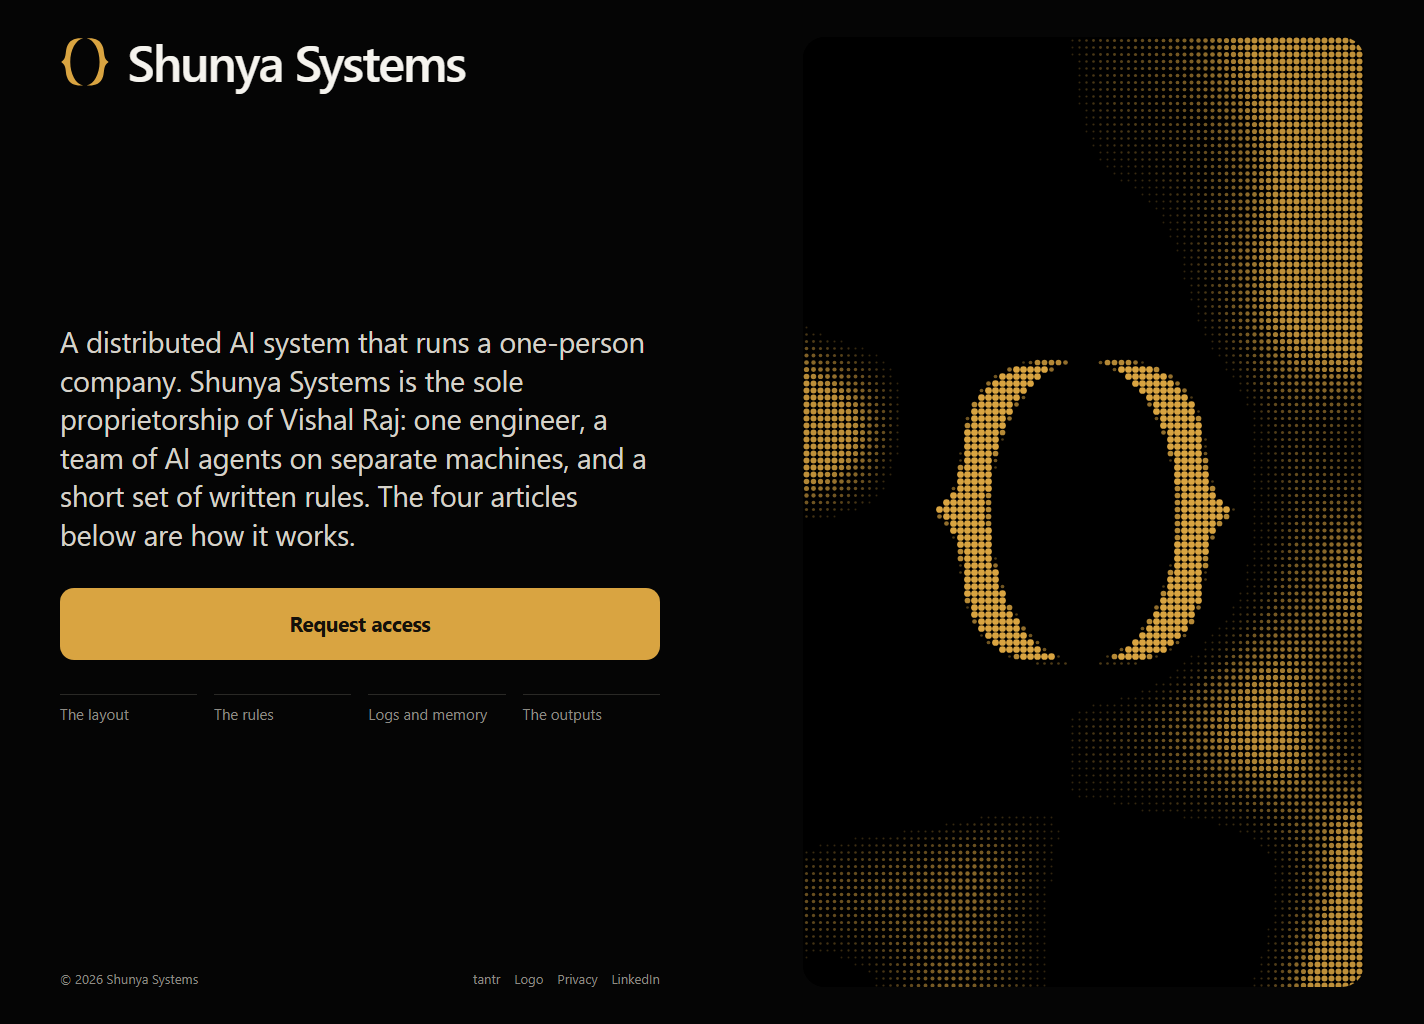 Shunya Systems
A distributed AI system that runs a one-person
company. Shunya Systems is the sole
proprietorship of Vishal Raj: one engineer, a
team of AI agents on separate machines, and a
short set of written rules. The four articles
below are how it works.
Request access
The layout
The rules
Logs and memory
The outputs
© 2026 Shunya Systems
tantr
Logo
Privacy
LinkedIn